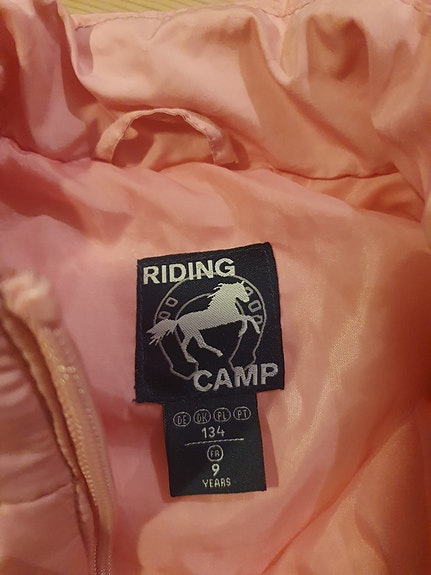 RIDING
CAMP
DE DK PL PT
134
FR
9
YEARS